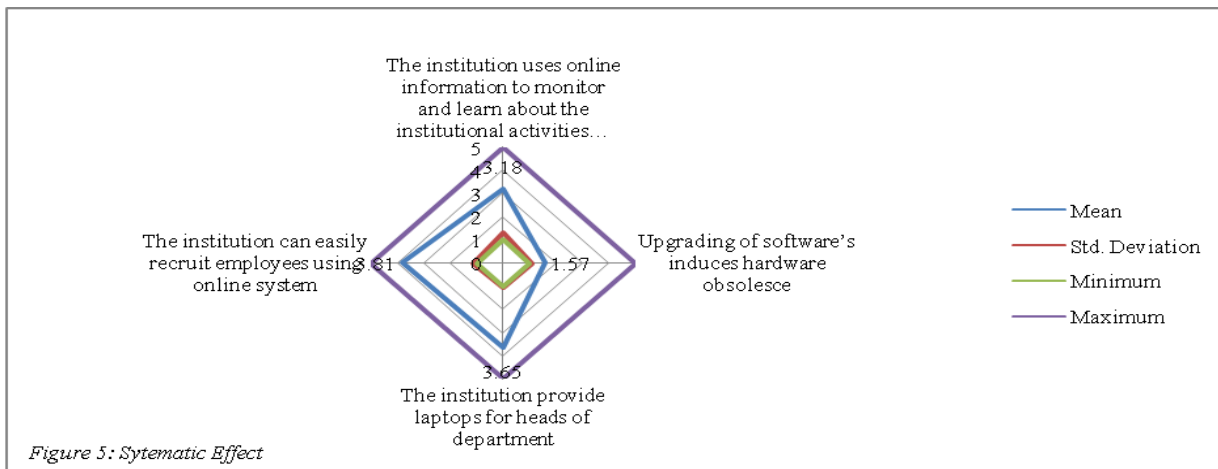 The institution uses online
information to monitor
and learn about the
institutional activities…
5
3.18
4
3
2
1
0
The institution can easily
recruit employees using
online system
3.81
Upgrading of software's
induces hardware
obsolesce
1.57
3.65
The institution provide
laptops for heads of
department
Mean
Std. Deviation
Minimum
Maximum
Figure 5: Sytematic Effect